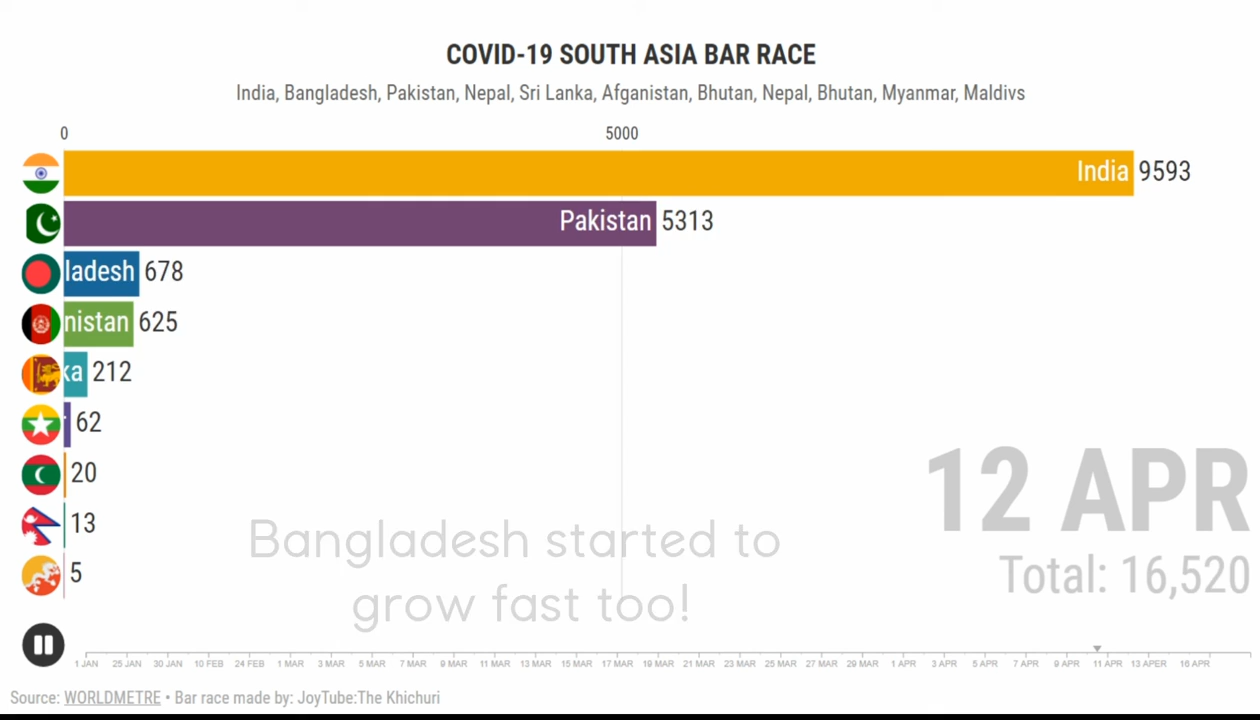 COVID-19 SOUTH ASIA BAR RACE
India, Bangladesh, Pakistan, Nepal, Sri Lanka, Afganistan, Bhutan, Nepal, Bhutan, Myanmar, Maldivs
0 5000
India 9593
Pakistan 5313
ladesh 678
nistan 625
ka 212
62
20
13
5
12 APR
Total: 16,520
Bangladesh started to
grow fast too!
1 JAN 25 JAN 30 JAN 10 FEB 24 FEB 1 MAR 3 MAR 5 MAR 7 MAR 9 MAR 11 MAR 13 MAR 15 MAR 17 MAR 19 MAR 21 MAR 23 MAR 25 MAR 27 MAR 29 MAR 1 APR 3 APR 5 APR 7 APR 9 APR 11 APR 13 APER 16 APR
Source: WORLDMETRE • Bar race made by: JoyTube:The Khichuri